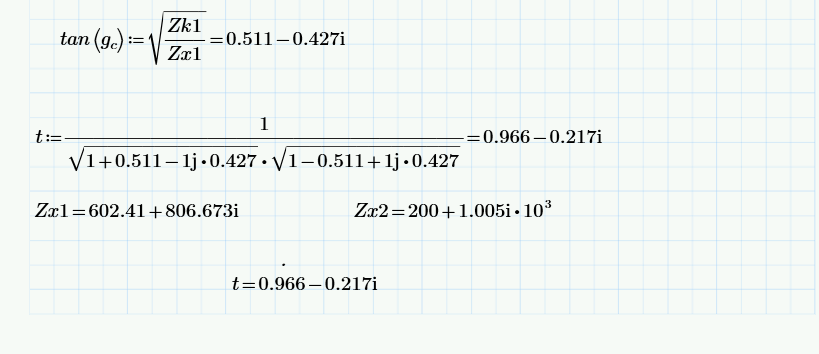 tan(g_c):=√(Zk1/Zx1)=0.511−0.427i
t:=1/(√(1+0.511−1j•0.427)•√(1−0.511+1j•0.427))=0.966−0.217i
Zx1=602.41+806.673i Zx2=200+1.005i•10³
t=0.966−0.217i